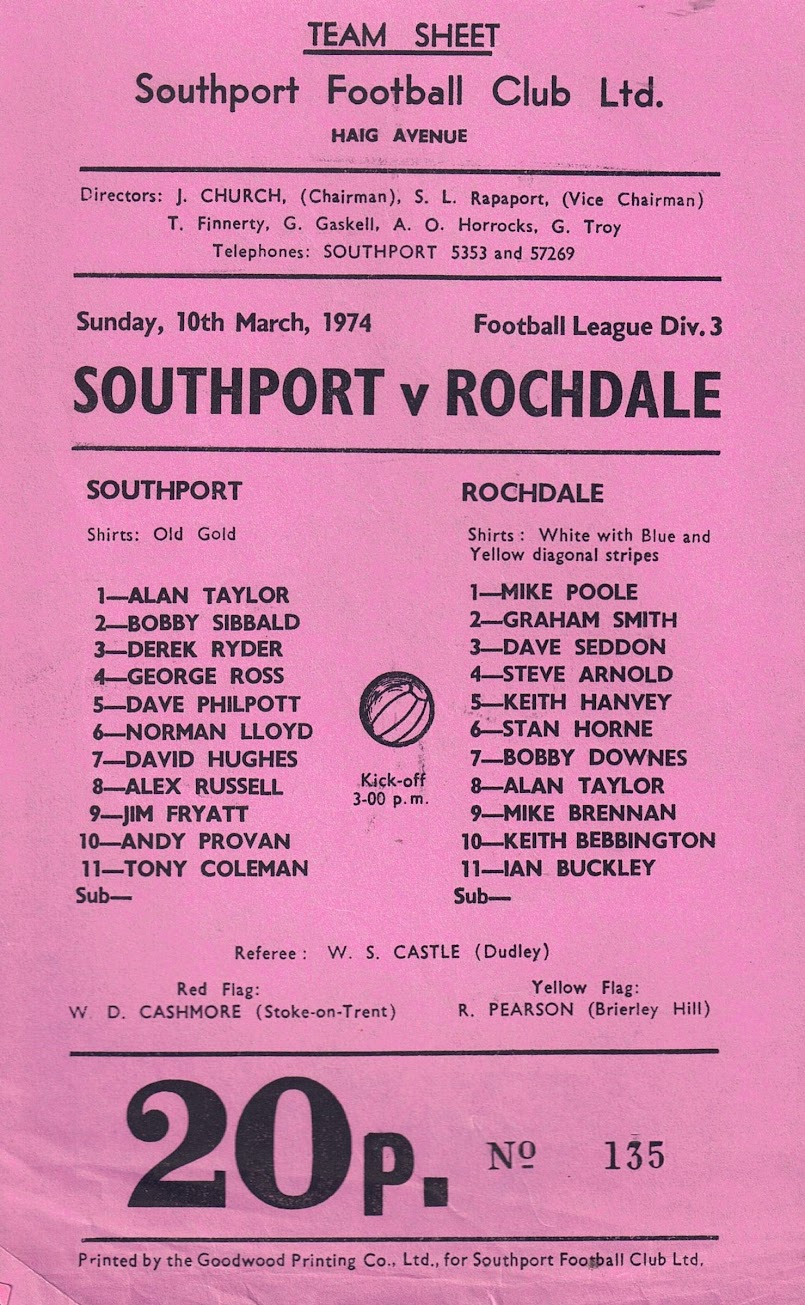 TEAM SHEET
Southport Football Club Ltd.
HAIG AVENUE
Directors: J. CHURCH, (Chairman), S. L. Rapaport, (Vice Chairman)
T. Finnerty, G. Gaskell, A. O. Horrocks, G. Troy
Telephones: SOUTHPORT 5353 and 57269
Sunday, 10th March, 1974 Football League Div. 3
SOUTHPORT v ROCHDALE
SOUTHPORT
Shirts: Old Gold
1—ALAN TAYLOR
2—BOBBY SIBBALD
3—DEREK RYDER
4—GEORGE ROSS
5—DAVE PHILPOTT
6—NORMAN LLOYD
7—DAVID HUGHES
8—ALEX RUSSELL
9—JIM FRYATT
10—ANDY PROVAN
11—TONY COLEMAN
Sub—
Kick-off
3-00 p.m.
ROCHDALE
Shirts : White with Blue and
Yellow diagonal stripes
1—MIKE POOLE
2—GRAHAM SMITH
3—DAVE SEDDON
4—STEVE ARNOLD
5—KEITH HANVEY
6—STAN HORNE
7—BOBBY DOWNES
8—ALAN TAYLOR
9—MIKE BRENNAN
10—KEITH BEBBINGTON
11—IAN BUCKLEY
Sub—
Referee : W. S. CASTLE (Dudley)
Red Flag:
W. D. CASHMORE (Stoke-on-Trent)
Yellow Flag:
R. PEARSON (Brierley Hill)
20p. Nº 135
Printed by the Goodwood Printing Co., Ltd., for Southport Football Club Ltd.